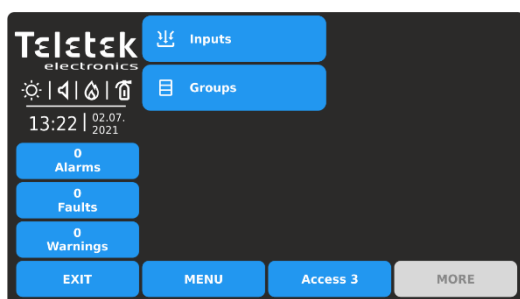 Teletek
electronics
13:22
02.07.
2021
0
Alarms
0
Faults
0
Warnings
Inputs
Groups
EXIT
MENU
Access 3
MORE